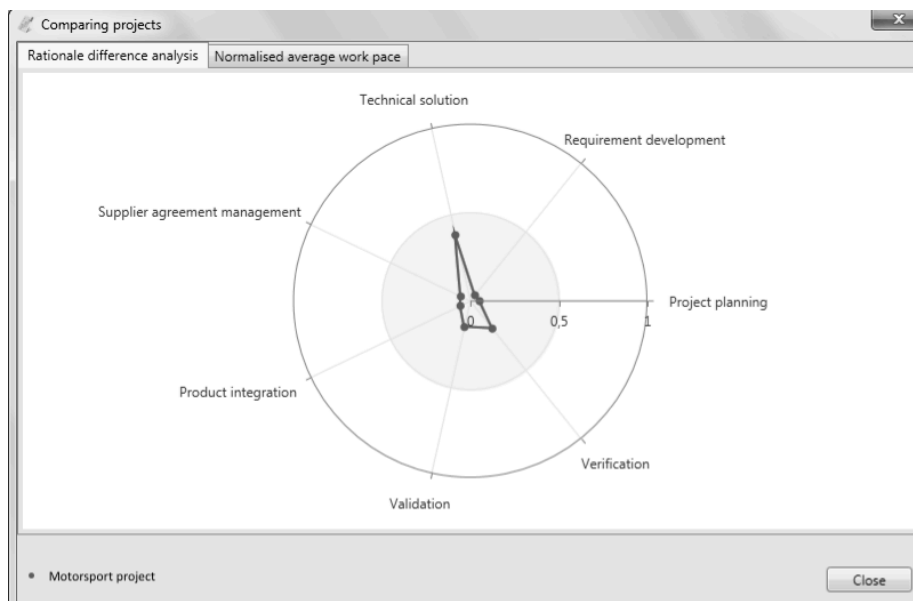 Comparing projects
Rationale difference analysis
Normalised average work pace
Technical solution
Requirement development
Supplier agreement management
Project planning
0
0,5
1
Product integration
Verification
Validation
Motorsport project
Close